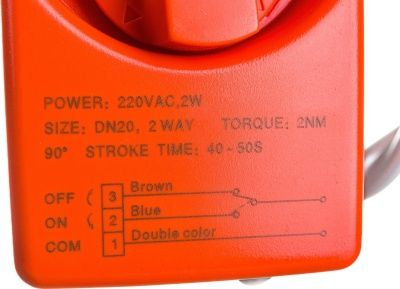 POWER: 220VAC,2W
SIZE: DN20, 2 WAY TORQUE: 2NM
90° STROKE TIME: 40-50S
OFF ( 3 Brown
ON ( 2 Blue
COM 1 Double color